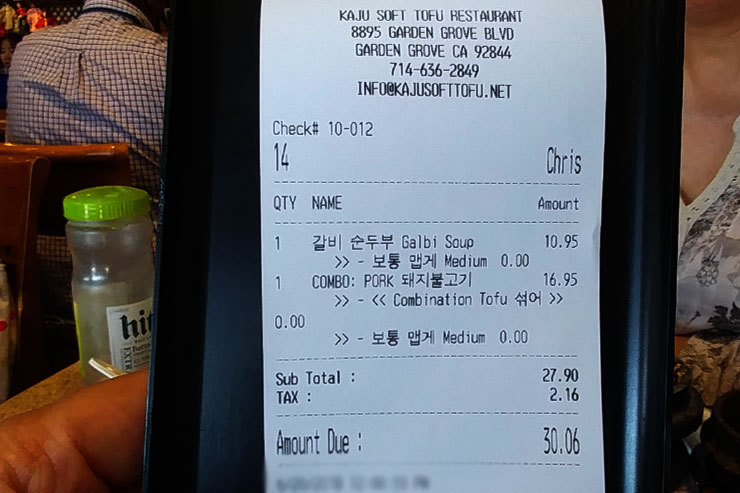 KAJU SOFT TOFU RESTAURANT
8895 GARDEN GROVE BLVD
GARDEN GROVE CA 92844
714-636-2849
INFO@KAJUSOFTTOFU.NET
Check# 10-012
14 Chris
QTY NAME Amount
1 갈비 순두부 Galbi Soup 10.95
>> - 보통 맵게 Medium 0.00
1 COMBO: PORK 돼지불고기 16.95
>> - << Combination Tofu 섞어 >>
0.00
>> - 보통 맵게 Medium 0.00
Sub Total : 27.90
TAX : 2.16
Amount Due : 30.06